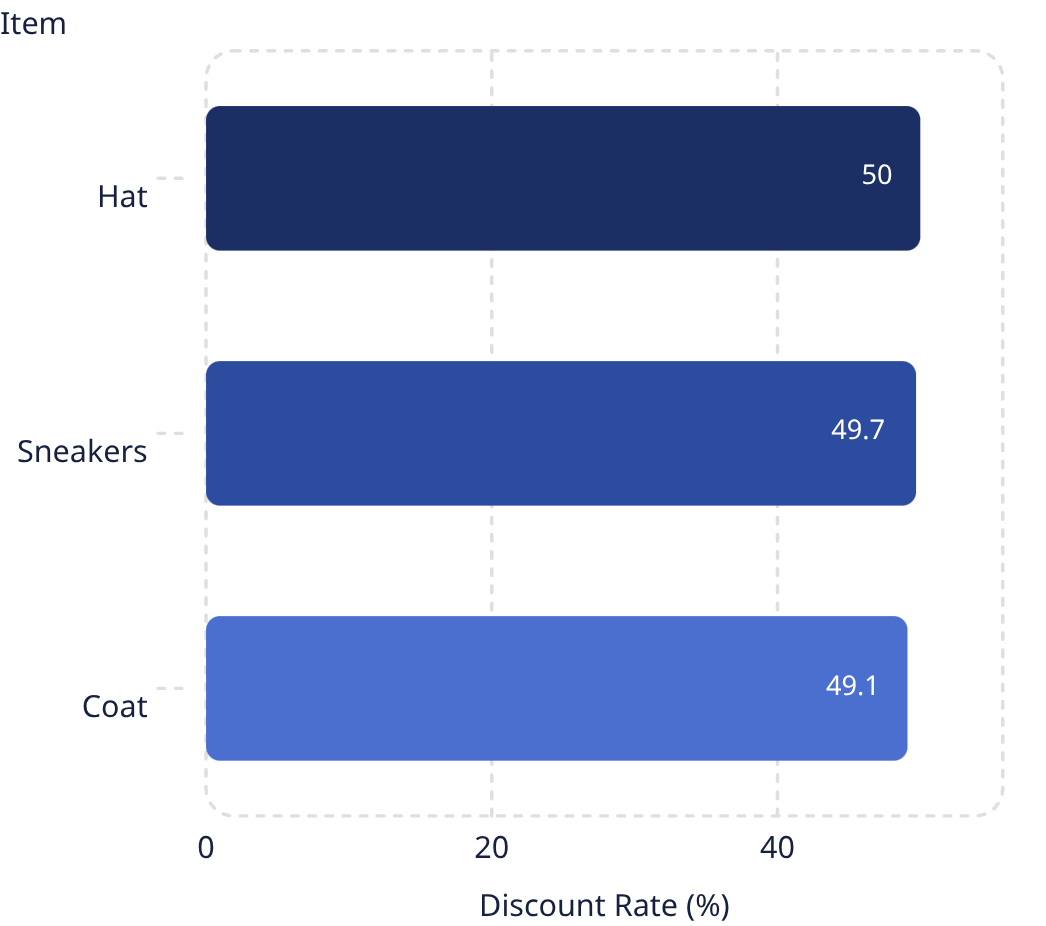 Item
Hat
50
Sneakers
49.7
Coat
49.1
0 20 40
Discount Rate (%)